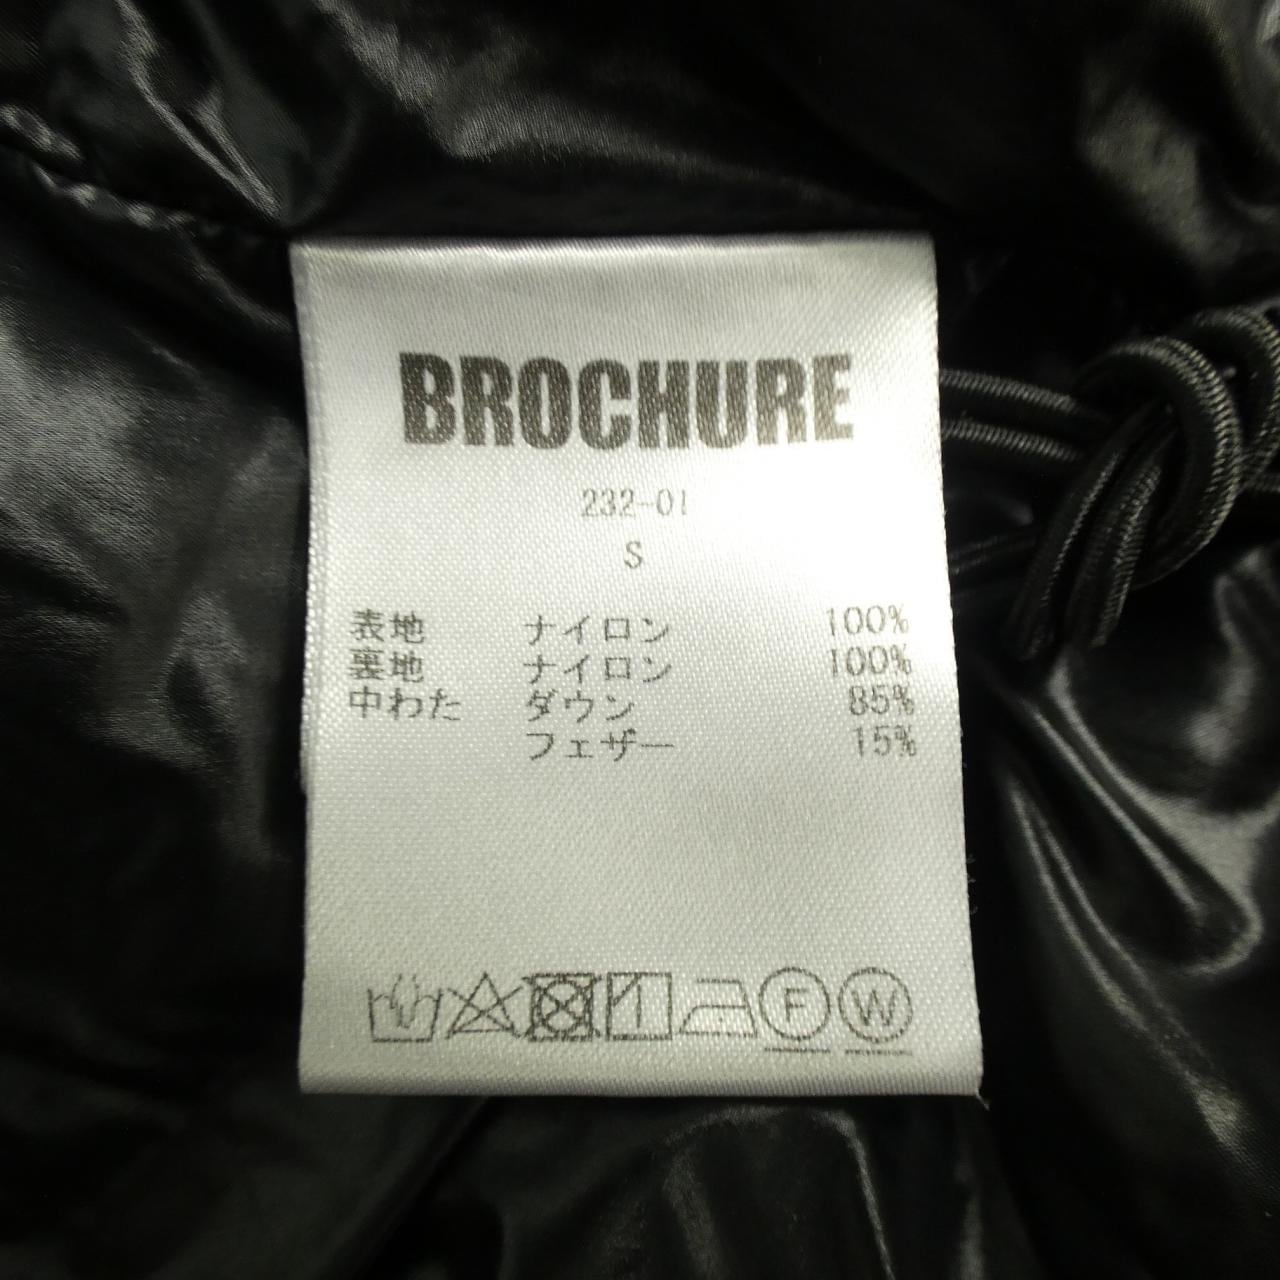 BROCHURE
232-01
S
表地 ナイロン 100%
裏地 ナイロン 100%
中わた ダウン 85%
フェザー 15%
F W